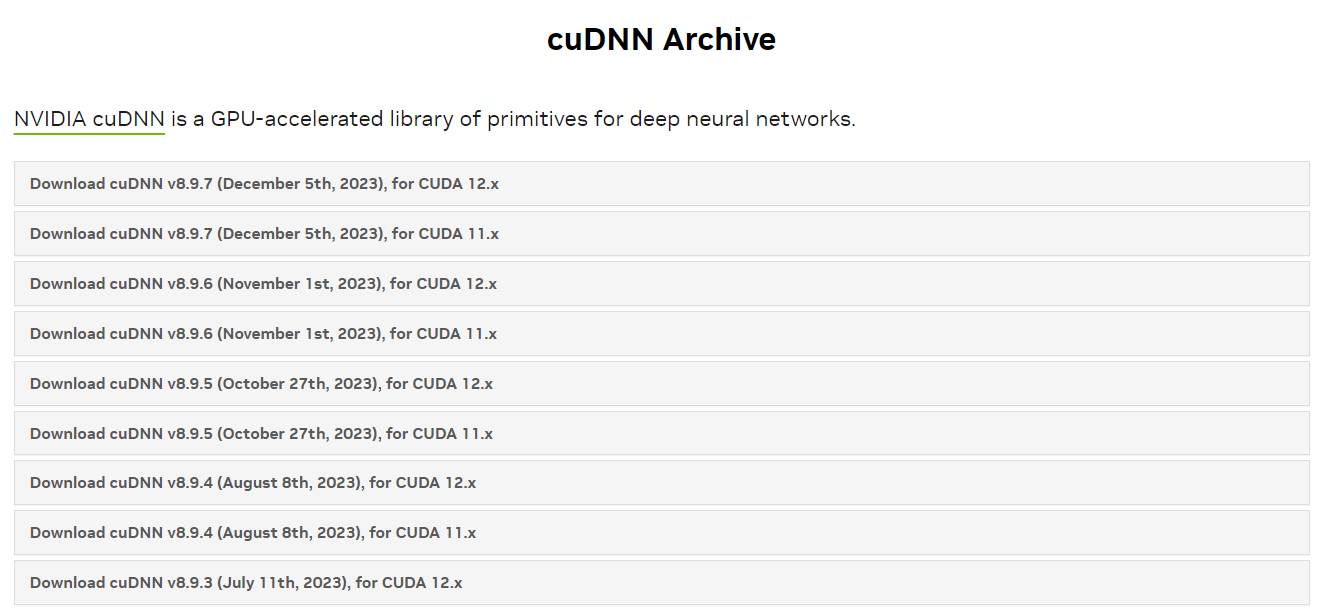 cuDNN Archive
NVIDIA cuDNN is a GPU-accelerated library of primitives for deep neural networks.
Download cuDNN v8.9.7 (December 5th, 2023), for CUDA 12.x
Download cuDNN v8.9.7 (December 5th, 2023), for CUDA 11.x
Download cuDNN v8.9.6 (November 1st, 2023), for CUDA 12.x
Download cuDNN v8.9.6 (November 1st, 2023), for CUDA 11.x
Download cuDNN v8.9.5 (October 27th, 2023), for CUDA 12.x
Download cuDNN v8.9.5 (October 27th, 2023), for CUDA 11.x
Download cuDNN v8.9.4 (August 8th, 2023), for CUDA 12.x
Download cuDNN v8.9.4 (August 8th, 2023), for CUDA 11.x
Download cuDNN v8.9.3 (July 11th, 2023), for CUDA 12.x